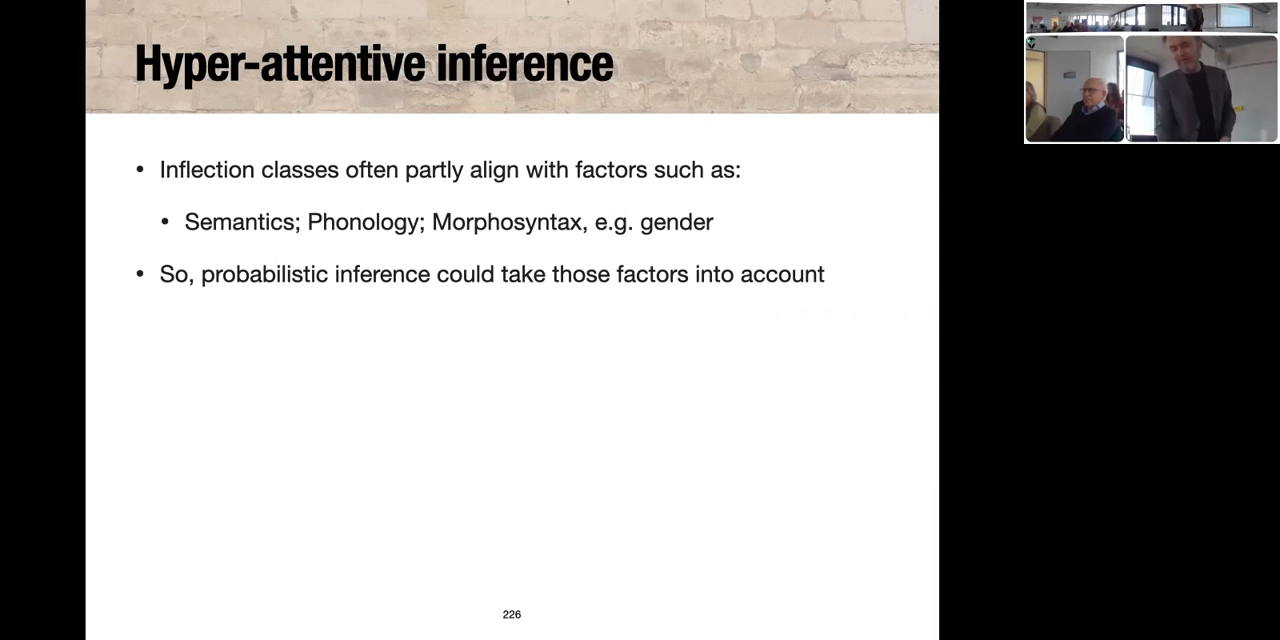 Hyper-attentive inference
• Inflection classes often partly align with factors such as:
• Semantics; Phonology; Morphosyntax, e.g. gender
• So, probabilistic inference could take those factors into account
226